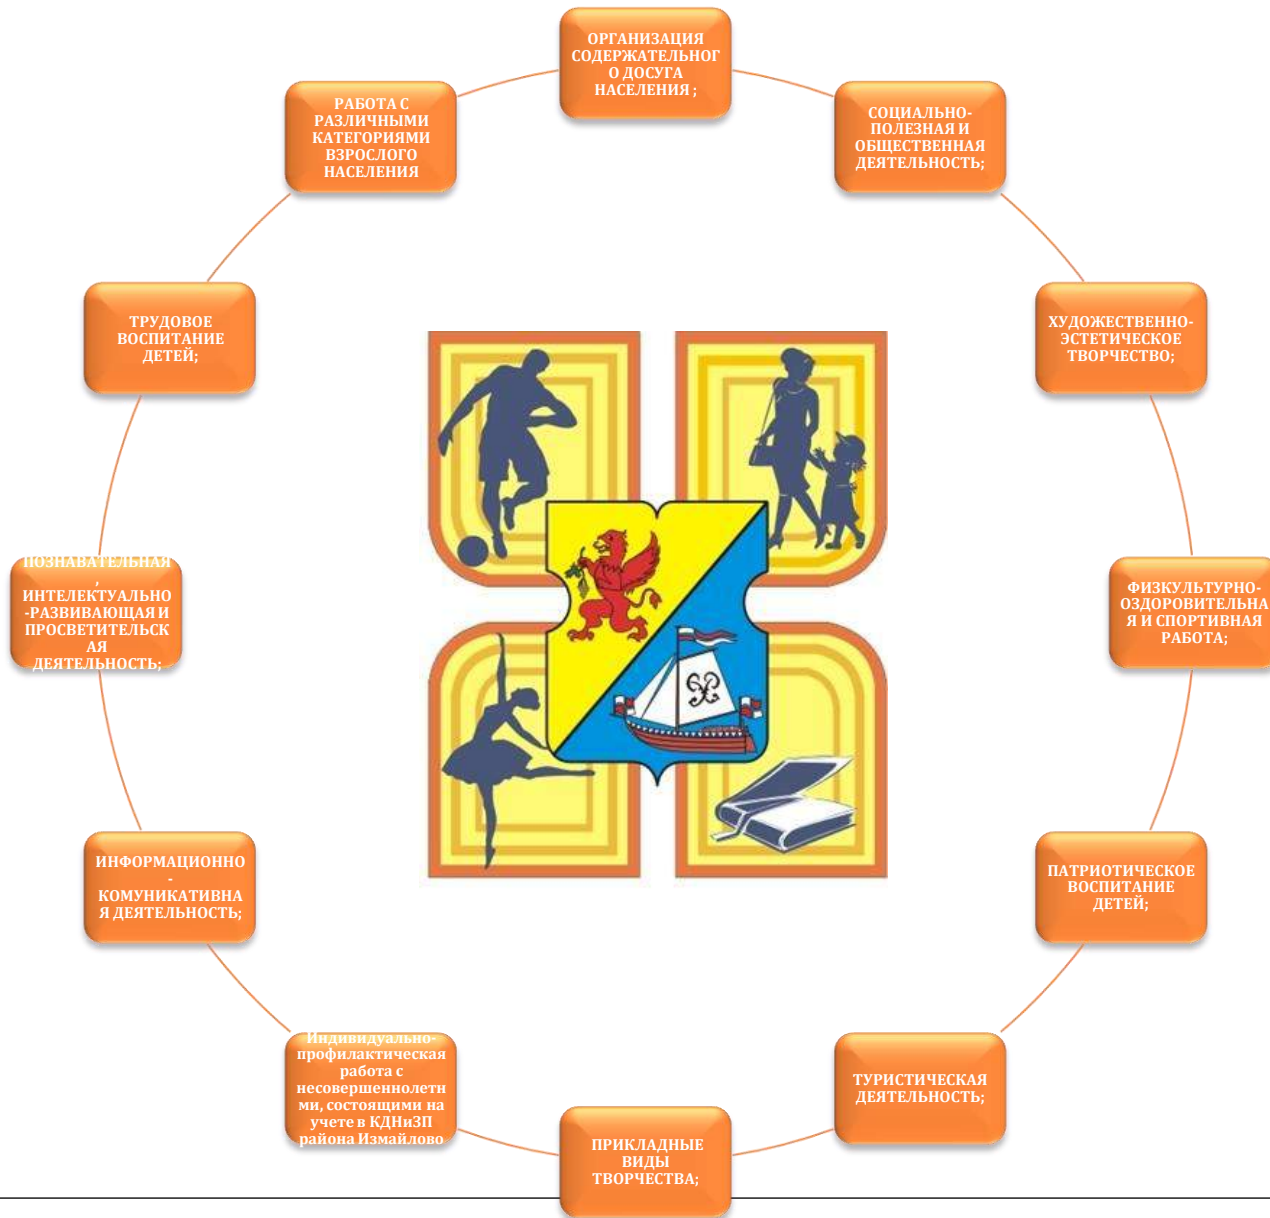 ОРГАНИЗАЦИЯ
СОДЕРЖАТЕЛЬНОГ
О ДОСУГА
НАСЕЛЕНИЯ ;
СОЦИАЛЬНО-
ПОЛЕЗНАЯ И
ОБЩЕСТВЕННАЯ
ДЕЯТЕЛЬНОСТЬ;
ХУДОЖЕСТВЕННО-
ЭСТЕТИЧЕСКОЕ
ТВОРЧЕСТВО;
ФИЗКУЛЬТУРНО-
ОЗДОРОВИТЕЛЬНА
Я И СПОРТИВНАЯ
РАБОТА;
ПАТРИОТИЧЕСКОЕ
ВОСПИТАНИЕ
ДЕТЕЙ;
ТУРИСТИЧЕСКАЯ
ДЕЯТЕЛЬНОСТЬ;
ПРИКЛАДНЫЕ
ВИДЫ
ТВОРЧЕСТВА;
Индивидуально-
профилактическая
работа с
несовершеннолетн
ми, состоящими на
учете в КДНиЗП
района Измайлово
ИНФОРМАЦИОННО
-
КОМУНИКАТИВНА
Я ДЕЯТЕЛЬНОСТЬ;
ПОЗНАВАТЕЛЬНАЯ
,
ИНТЕЛЕКТУАЛЬНО
-РАЗВИВАЮЩАЯ И
ПРОСВЕТИТЕЛЬСК
АЯ
ДЕЯТЕЛЬНОСТЬ;
ТРУДОВОЕ
ВОСПИТАНИЕ
ДЕТЕЙ;
РАБОТА С
РАЗЛИЧНЫМИ
КАТЕГОРИЯМИ
ВЗРОСЛОГО
НАСЕЛЕНИЯ